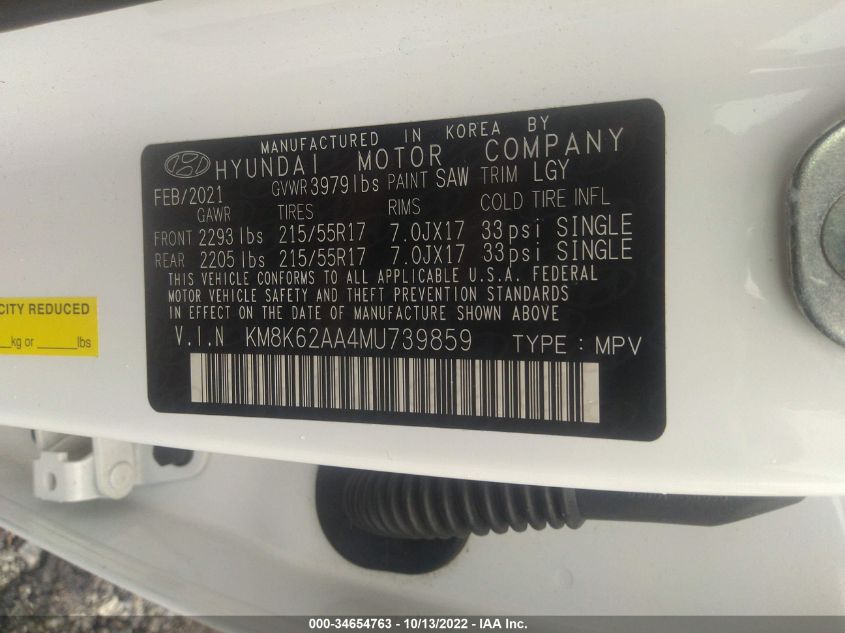 MANUFACTURED IN KOREA BY
HYUNDAI MOTOR COMPANY
FEB/2021 GVWR 3979 lbs PAINT SAW TRIM LGY
GAWR TIRES RIMS COLD TIRE INFL
FRONT 2293 lbs 215/55R17 7.0JX17 33psi SINGLE
REAR 2205 lbs 215/55R17 7.0JX17 33psi SINGLE
THIS VEHICLE CONFORMS TO ALL APPLICABLE U.S.A. FEDERAL
MOTOR VEHICLE SAFETY AND THEFT PREVENTION STANDARDS
IN EFFECT ON THE DATE OF MANUFACTURE SHOWN ABOVE
V.I.N KM8K62AA4MU739859 TYPE : MPV
CITY REDUCED
__kg or ______lbs
000-34654763 - 10/13/2022 - IAA Inc.